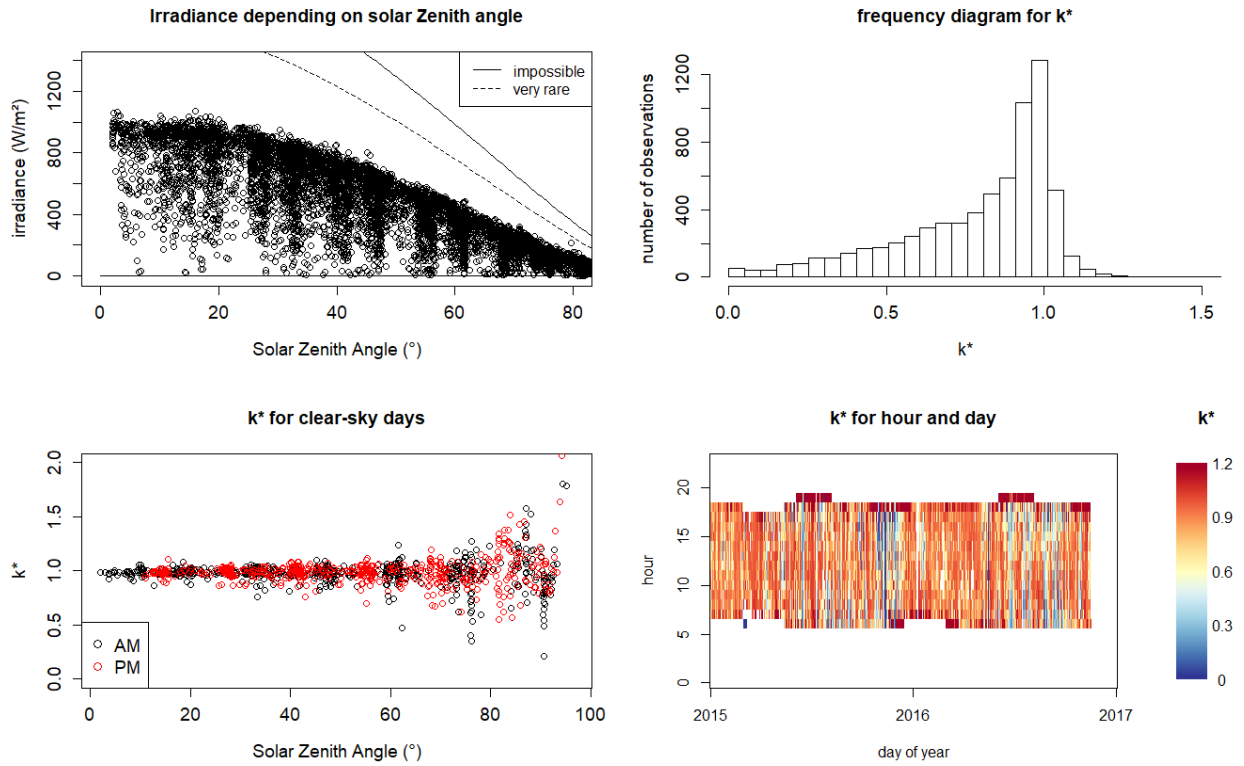 Irradiance depending on solar Zenith angle
irradiance (W/m²)
0 400 800 1200
impossible
very rare
0 20 40 60 80
Solar Zenith Angle (°)
frequency diagram for k*
number of observations
0 400 800 1200
0.0 0.5 1.0 1.5
k*
k* for clear-sky days
k*
0.0 0.5 1.0 1.5 2.0
AM
PM
0 20 40 60 80 100
Solar Zenith Angle (°)
k* for hour and day
hour
0 5 10 15 20
2015 2016 2017
day of year
k*
1.2
0.9
0.6
0.3
0